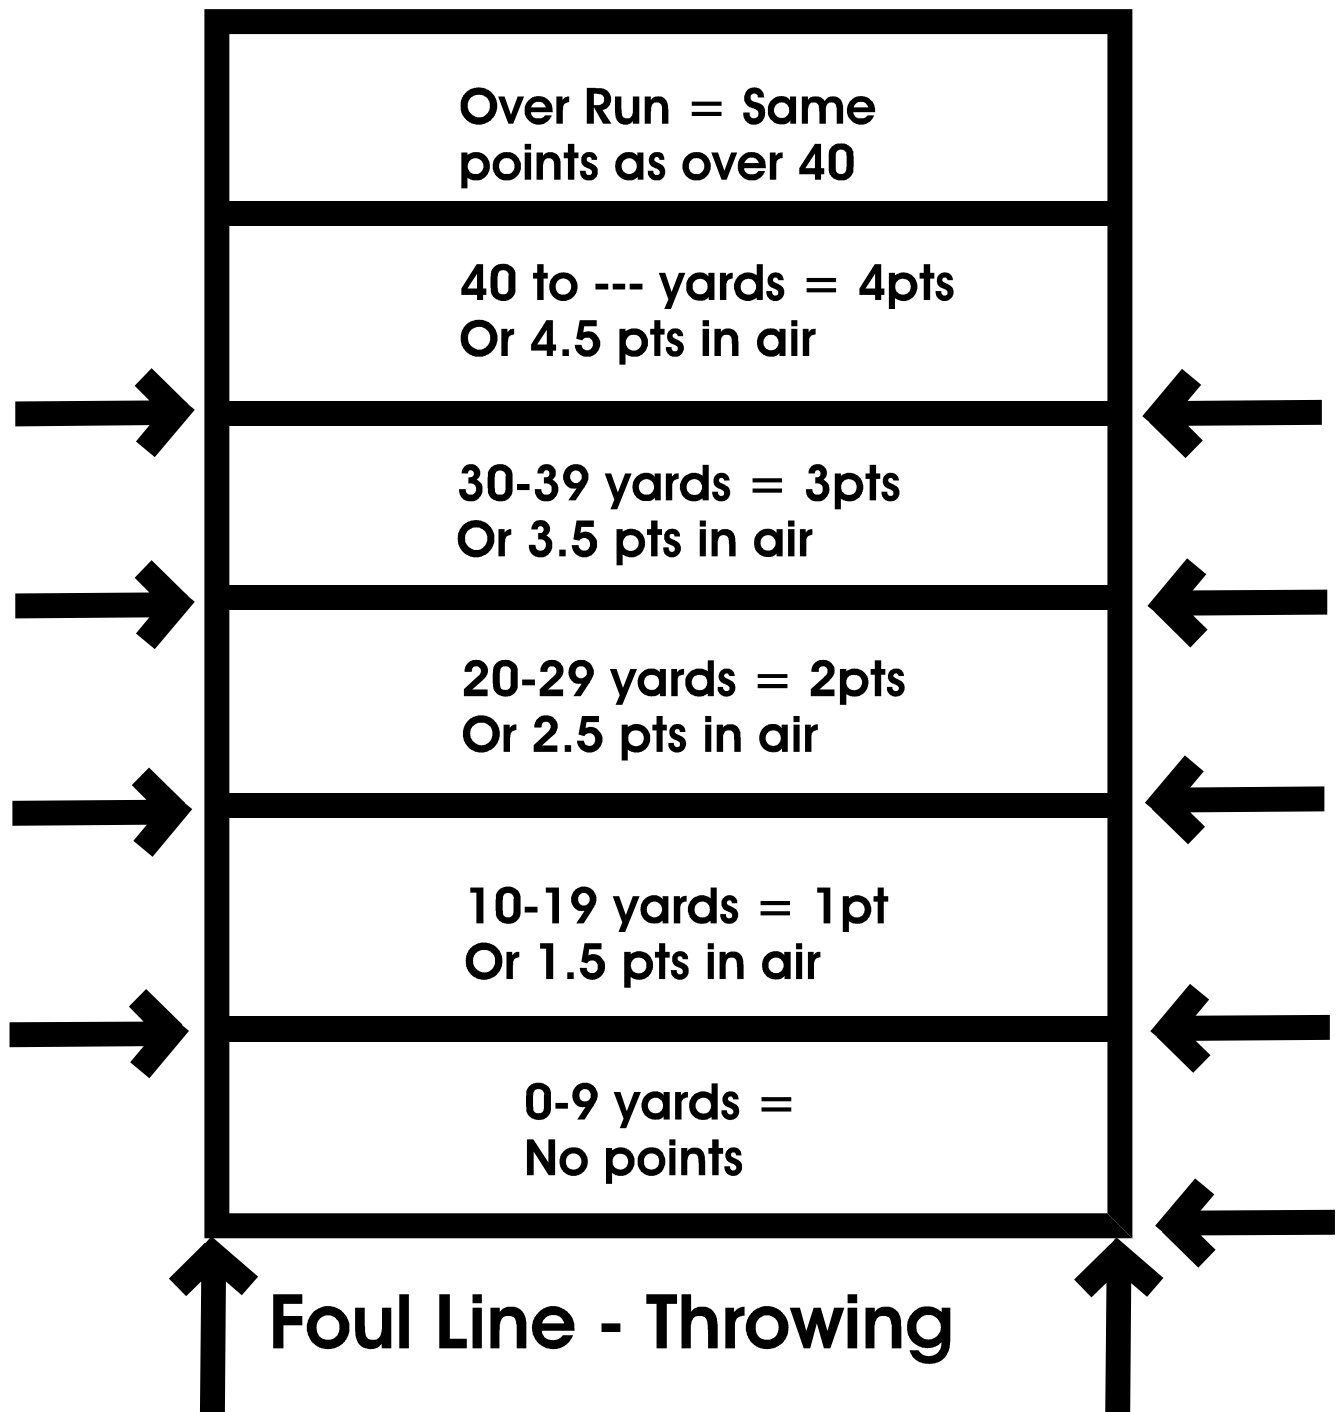 Over Run = Same
points as over 40
40 to --- yards = 4pts
Or 4.5 pts in air
30-39 yards = 3pts
Or 3.5 pts in air
20-29 yards = 2pts
Or 2.5 pts in air
10-19 yards = 1pt
Or 1.5 pts in air
0-9 yards =
No points
Foul Line - Throwing